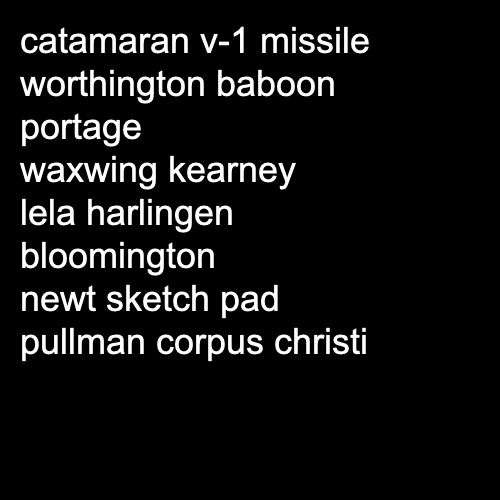 catamaran v-1 missile
worthington baboon
portage
waxwing kearney
lela harlingen
bloomington
newt sketch pad
pullman corpus christi